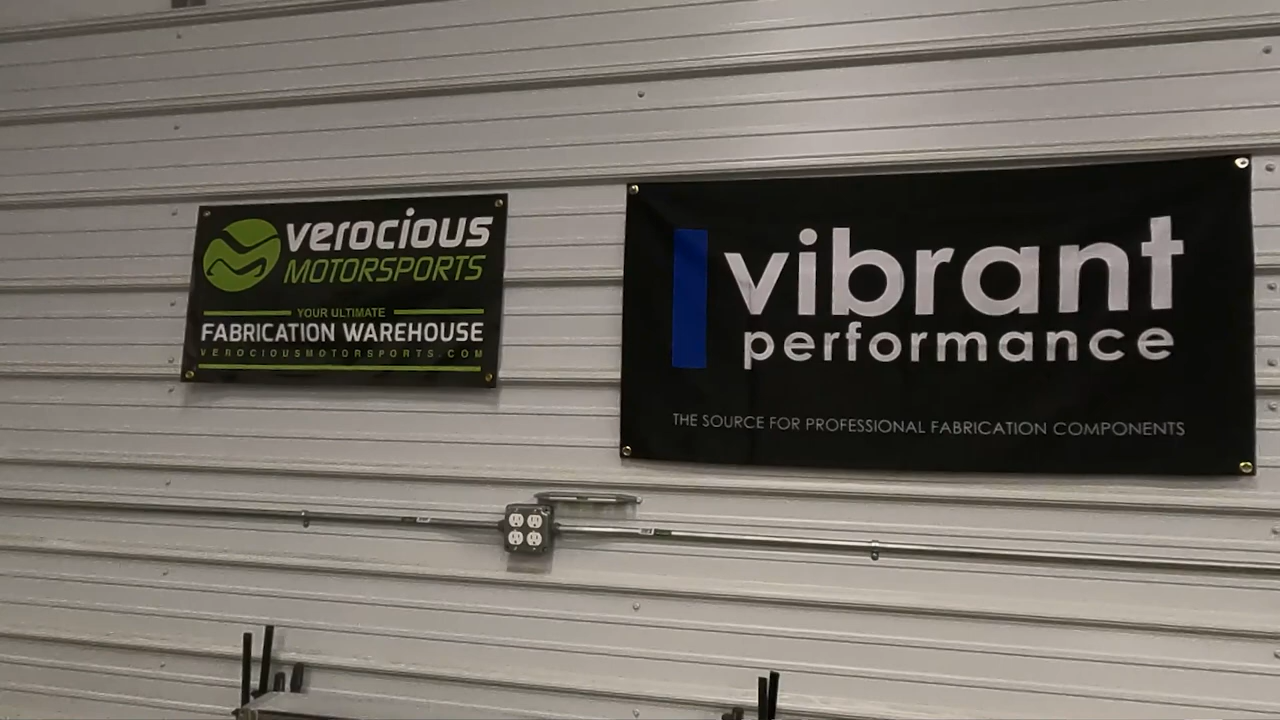 verocious
MOTORSPORTS
YOUR ULTIMATE
FABRICATION WAREHOUSE
VEROCIOUSMOTORSPORTS.COM
vibrant
performance
THE SOURCE FOR PROFESSIONAL FABRICATION COMPONENTS